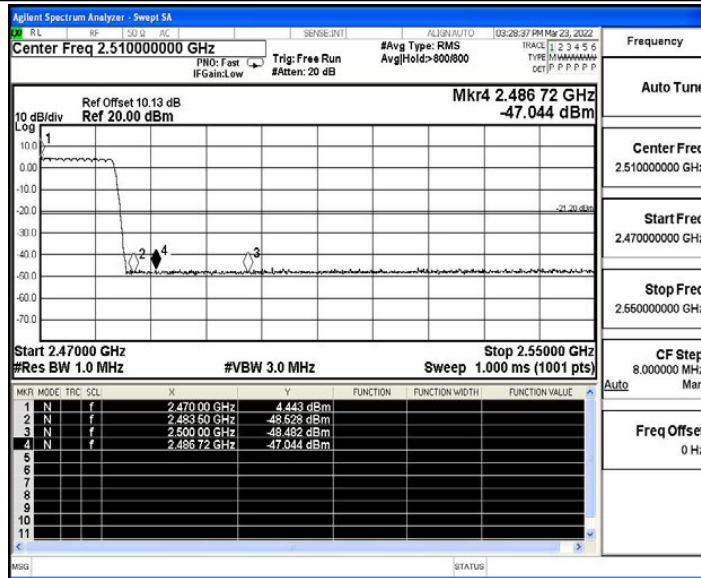 Agilent Spectrum Analyzer - Swept SA
RL RF 50 Ω AC SENSE:INT ALIGN AUTO 03:28:37 PM Mar 23, 2022
Center Freq 2.510000000 GHz
PNO: Fast
IFGain:Low
Trig: Free Run
#Atten: 20 dB
#Avg Type: RMS
Avg|Hold:>800/800
TRACE 1 2 3 4 5 6
TYPE M
DET P P P P P P
Ref Offset 10.13 dB
10 dB/div Ref 20.00 dBm
Log
Mkr4 2.486 72 GHz
-47.044 dBm
1
10.0
0.00
-10.0
-20.0
-21.20 dBm
-30.0
-40.0
2
4
3
-50.0
-60.0
-70.0
Start 2.47000 GHz Stop 2.55000 GHz
#Res BW 1.0 MHz #VBW 3.0 MHz Sweep 1.000 ms (1001 pts)
MKR MODE TRC SCL X Y FUNCTION FUNCTION WIDTH FUNCTION VALUE
1 N f 2.470 00 GHz 4.443 dBm
2 N f 2.483 50 GHz -48.628 dBm
3 N f 2.500 00 GHz -48.482 dBm
4 N f 2.486 72 GHz -47.044 dBm
5
6
7
8
9
10
11
MSG STATUS
Frequency
Auto Tune
Center Freq
2.510000000 GHz
Start Freq
2.470000000 GHz
Stop Freq
2.550000000 GHz
CF Step
8.000000 MHz
Auto Man
Freq Offset
0 Hz